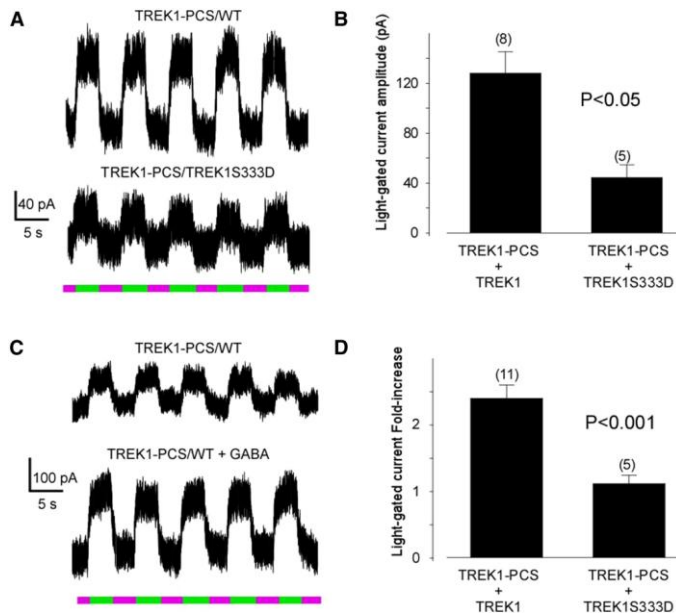 A
TREK1-PCS/WT
TREK1-PCS/TREK1S333D
40 pA
5 s
B
Light-gated current amplitude (pA)
120
80
40
0
(8)
(5)
P<0.05
TREK1-PCS
+
TREK1
TREK1-PCS
+
TREK1S333D
C
TREK1-PCS/WT
TREK1-PCS/WT + GABA
100 pA
5 s
D
Light-gated current Fold-increase
2
1
0
(11)
(5)
P<0.001
TREK1-PCS
+
TREK1
TREK1-PCS
+
TREK1S333D